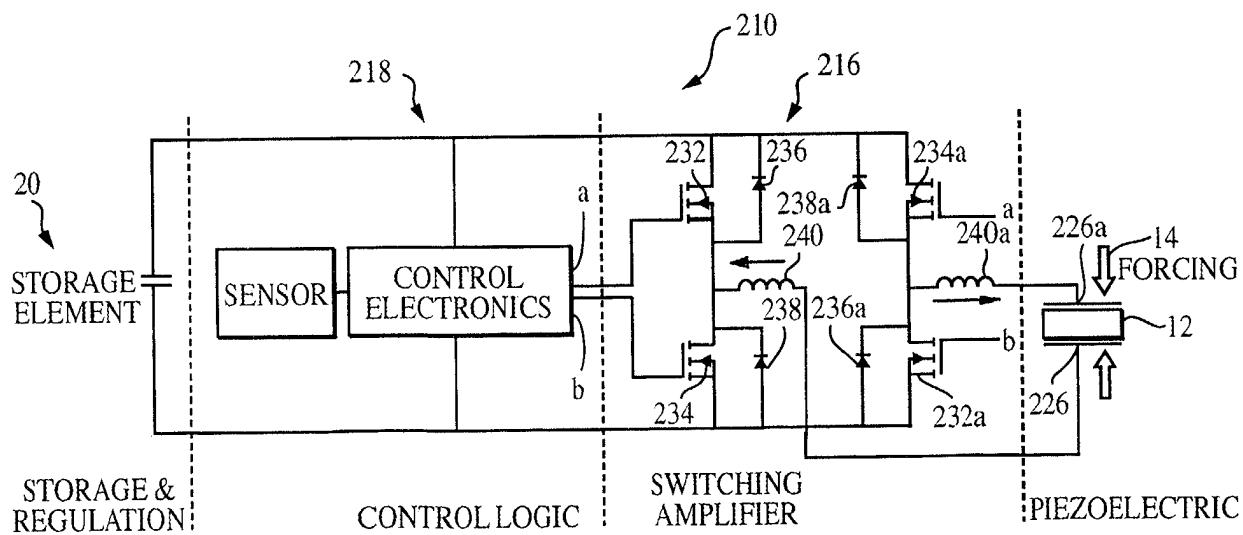 210
218
216
20
232
236
234a
a
238a
a
240
240a
226a
14
STORAGE
ELEMENT
SENSOR
CONTROL
ELECTRONICS
FORCING
12
238
236a
b
b
234
232a
226
STORAGE &
REGULATION
CONTROL LOGIC
SWITCHING
AMPLIFIER
PIEZOELECTRIC